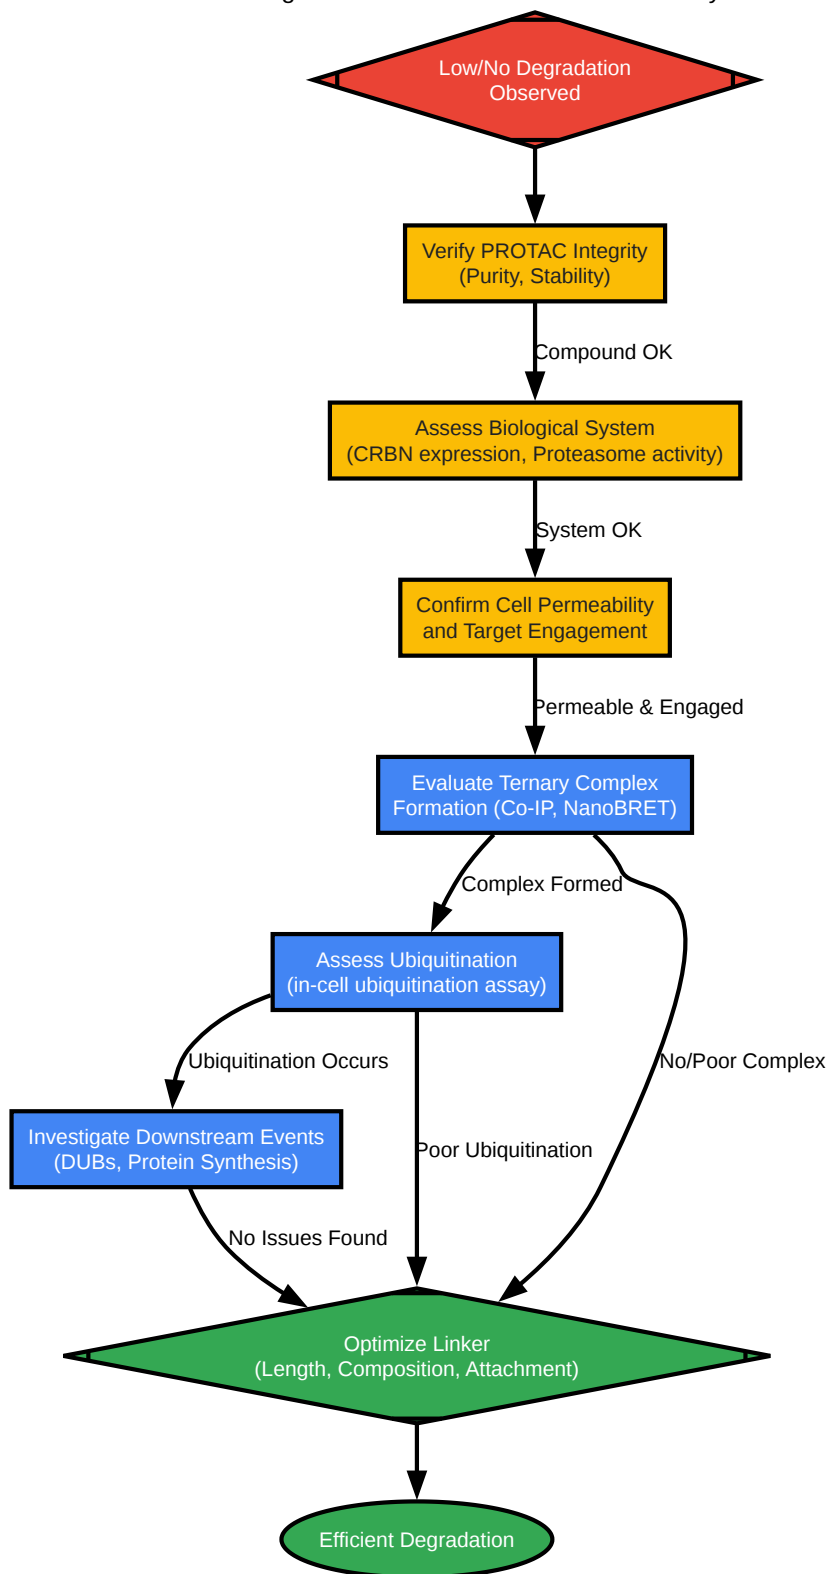 Low/No Degradation
Observed
Verify PROTAC Integrity
(Purity, Stability)
Compound OK
Assess Biological System
(CRBN expression, Proteasome activity)
System OK
Confirm Cell Permeability
and Target Engagement
Permeable & Engaged
Evaluate Ternary Complex
Formation (Co-IP, NanoBRET)
Complex Formed
Assess Ubiquitination
(in-cell ubiquitination assay)
Ubiquitination Occurs
No/Poor Complex
Investigate Downstream Events
(DUBs, Protein Synthesis)
Poor Ubiquitination
No Issues Found
Optimize Linker
(Length, Composition, Attachment)
Efficient Degradation